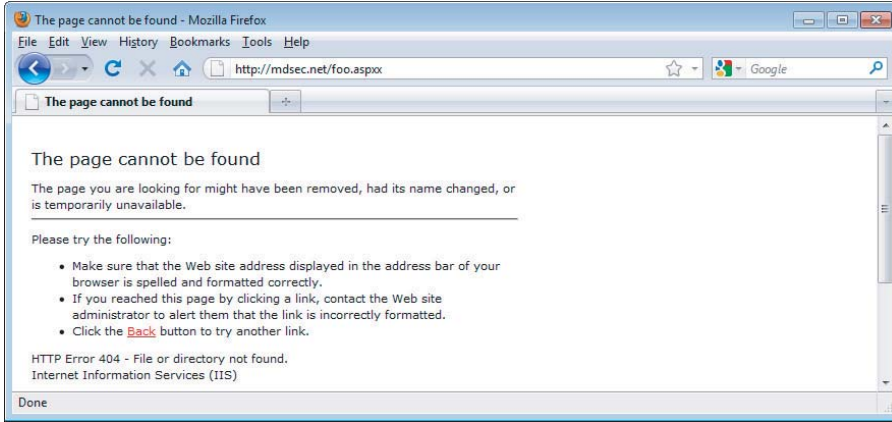 The page cannot be found - Mozilla Firefox
File Edit View History Bookmarks Tools Help
http://mdsec.net/foo.aspxx
Google
The page cannot be found
The page cannot be found
The page you are looking for might have been removed, had its name changed, or
is temporarily unavailable.
Please try the following:
• Make sure that the Web site address displayed in the address bar of your
browser is spelled and formatted correctly.
• If you reached this page by clicking a link, contact the Web site
administrator to alert them that the link is incorrectly formatted.
• Click the Back button to try another link.
HTTP Error 404 - File or directory not found.
Internet Information Services (IIS)
Done